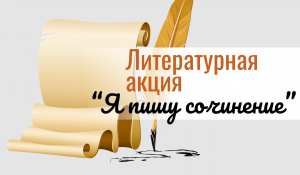 Литературная
акция
“Я пишу сочинение”